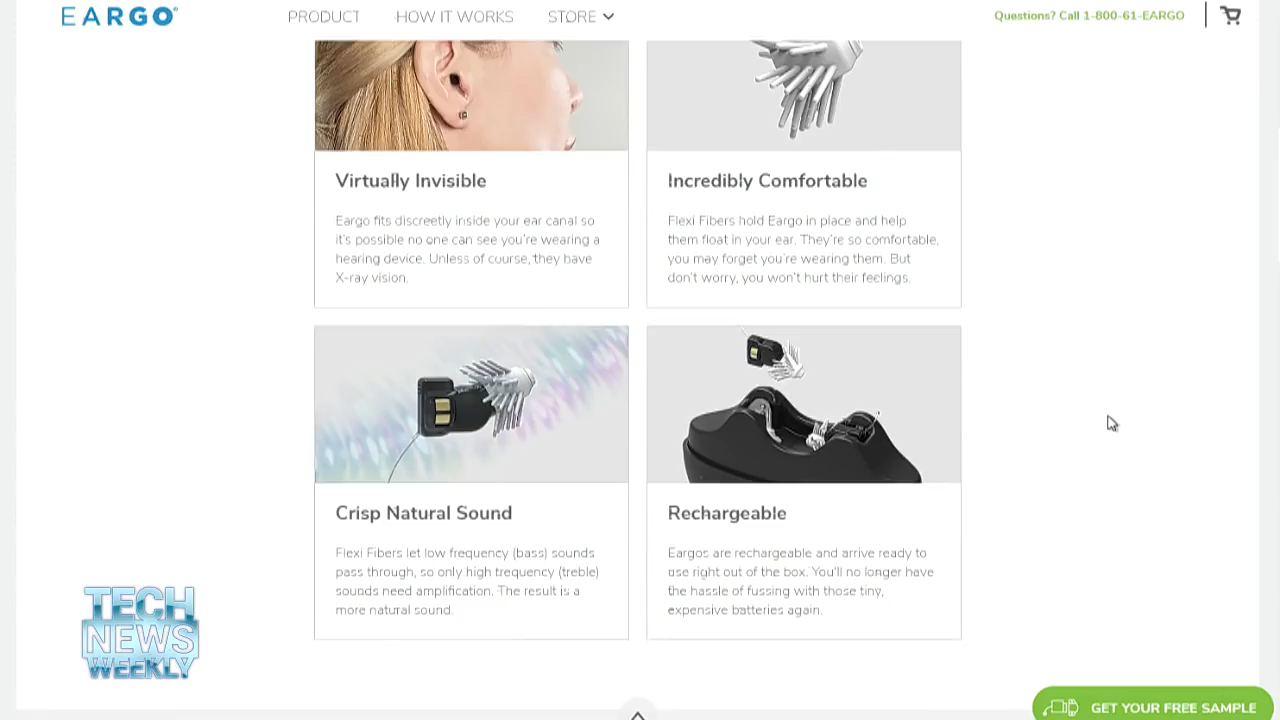 EARGO
PRODUCT HOW IT WORKS STORE
Questions? Call 1-800-61-EARGO
Virtually Invisible
Eargo fits discreetly inside your ear canal so
it's possible no one can see you're wearing a
hearing device. Unless of course, they have
X-ray vision.
Incredibly Comfortable
Flexi Fibers hold Eargo in place and help
them float in your ear. They're so comfortable,
you may forget you're wearing them. But
don't worry, you won't hurt their feelings.
Crisp Natural Sound
Flexi Fibers let low frequency (bass) sounds
pass through, so only high frequency (treble)
sounds need amplification. The result is a
more natural sound.
Rechargeable
Eargos are rechargeable and arrive ready to
use right out of the box. You'll no longer have
the hassle of fussing with those tiny,
expensive batteries again.
TECH
NEWS
WEEKLY
GET YOUR FREE SAMPLE